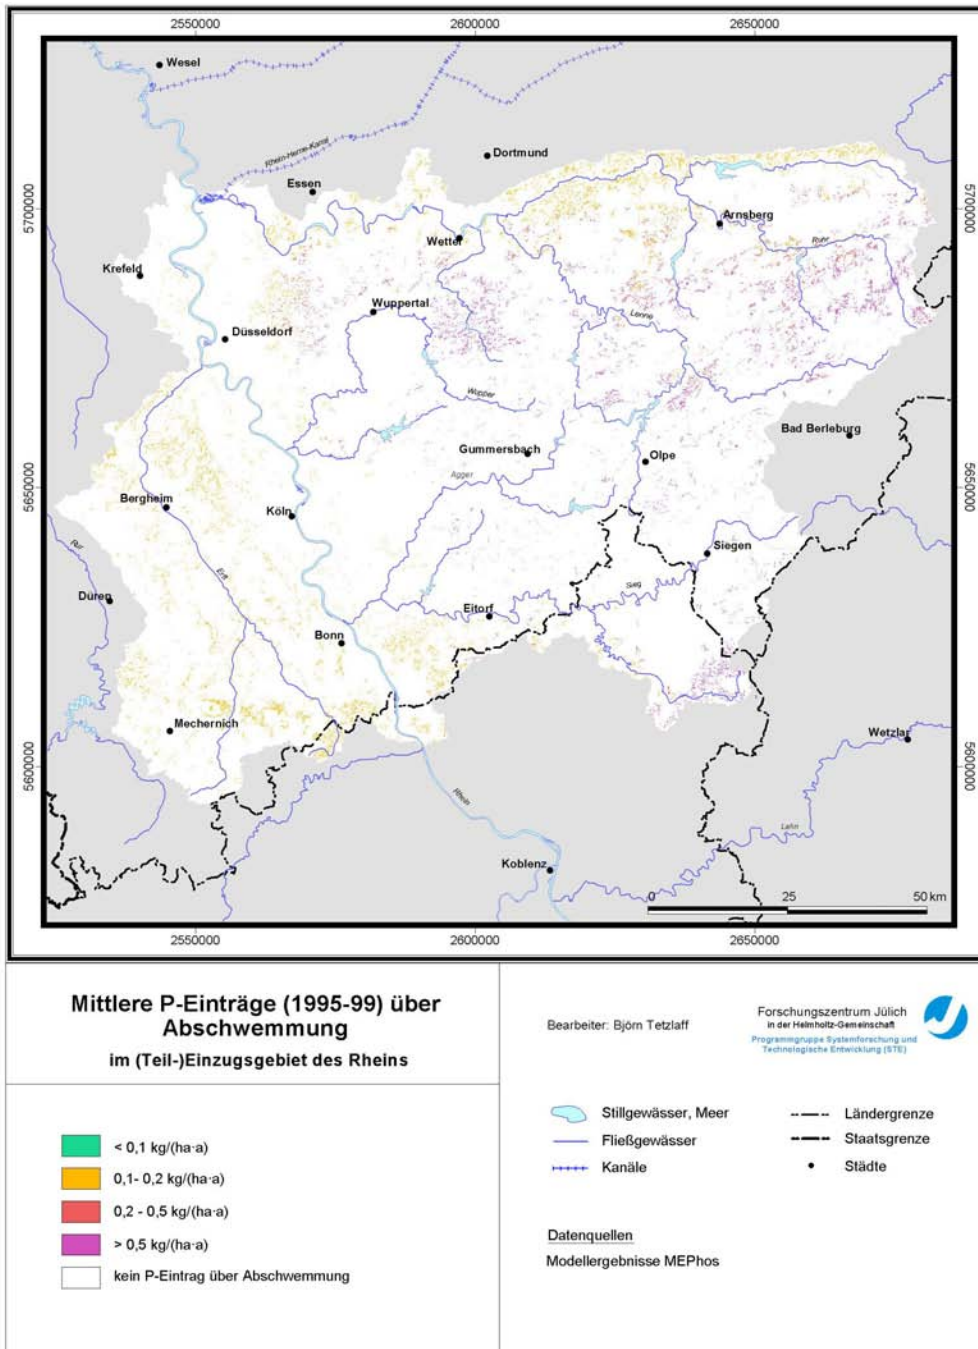 2550000 2600000 2650000
Wesel
Rhein-Herne-Kanal
Dortmund
Essen
5700000
5700000
Arnsberg
Wetter
Ruhr
Krefeld
Wuppertal
Lenne
Düsseldorf
Wupper
Bad Berleburg
Gummersbach
Olpe
Agger
5650000
5650000
Bergheim
Köln
Siegen
Rur
Erft
Sieg
Düren
Eitorf
Bonn
Mechernich
Wetzlar
5600000
5600000
Rhein
Lahn
Koblenz
0 25 50 km
2550000 2600000 2650000
Mittlere P-Einträge (1995-99) über
Abschwemmung
im (Teil-)Einzugsgebiet des Rheins
< 0,1 kg/(ha·a)
0,1- 0,2 kg/(ha·a)
0,2 - 0,5 kg/(ha·a)
> 0,5 kg/(ha·a)
kein P-Eintrag über Abschwemmung
Bearbeiter: Björn Tetzlaff
Forschungszentrum Jülich
in der Helmholtz-Gemeinschaft
Programmgruppe Systemforschung und
Technologische Entwicklung (STE)
Stillgewässer, Meer
Fließgewässer
Kanäle
Ländergrenze
Staatsgrenze
Städte
Datenquellen
Modellergebnisse MEPhos